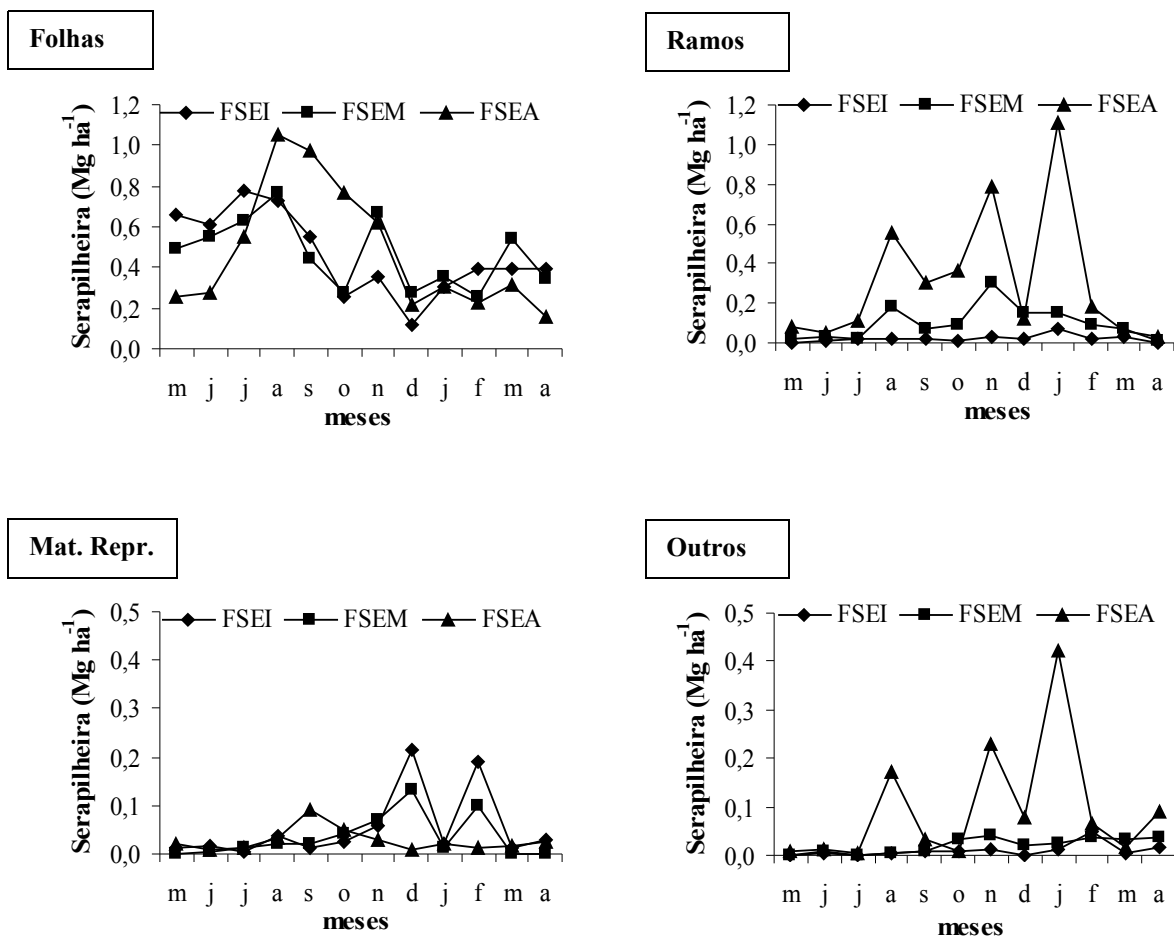 Folhas
Serapilheira (Mg ha-1)
1,2
1,0
0,8
0,6
0,4
0,2
0,0
FSEI FSEM FSEA
m j j a s o n d j f m a
meses
Ramos
Serapilheira (Mg ha-1)
1,2
1,0
0,8
0,6
0,4
0,2
0,0
FSEI FSEM FSEA
m j j a s o n d j f m a
meses
Mat. Repr.
Serapilheira (Mg ha-1)
0,5
0,4
0,3
0,2
0,1
0,0
FSEI FSEM FSEA
m j j a s o n d j f m a
meses
Outros
Serapilheira (Mg ha-1)
0,5
0,4
0,3
0,2
0,1
0,0
FSEI FSEM FSEA
m j j a s o n d j f m a
meses